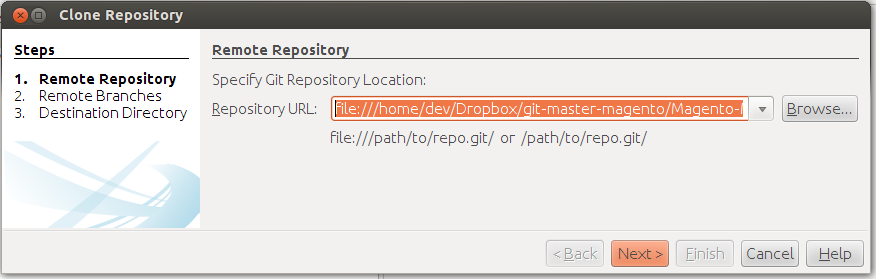 Clone Repository
Steps
1. Remote Repository
2. Remote Branches
3. Destination Directory
Remote Repository
Specify Git Repository Location:
Repository URL: file:///home/dev/Dropbox/git-master-magento/Magento- Browse...
file:///path/to/repo.git/ or /path/to/repo.git/
< Back Next > Finish Cancel Help